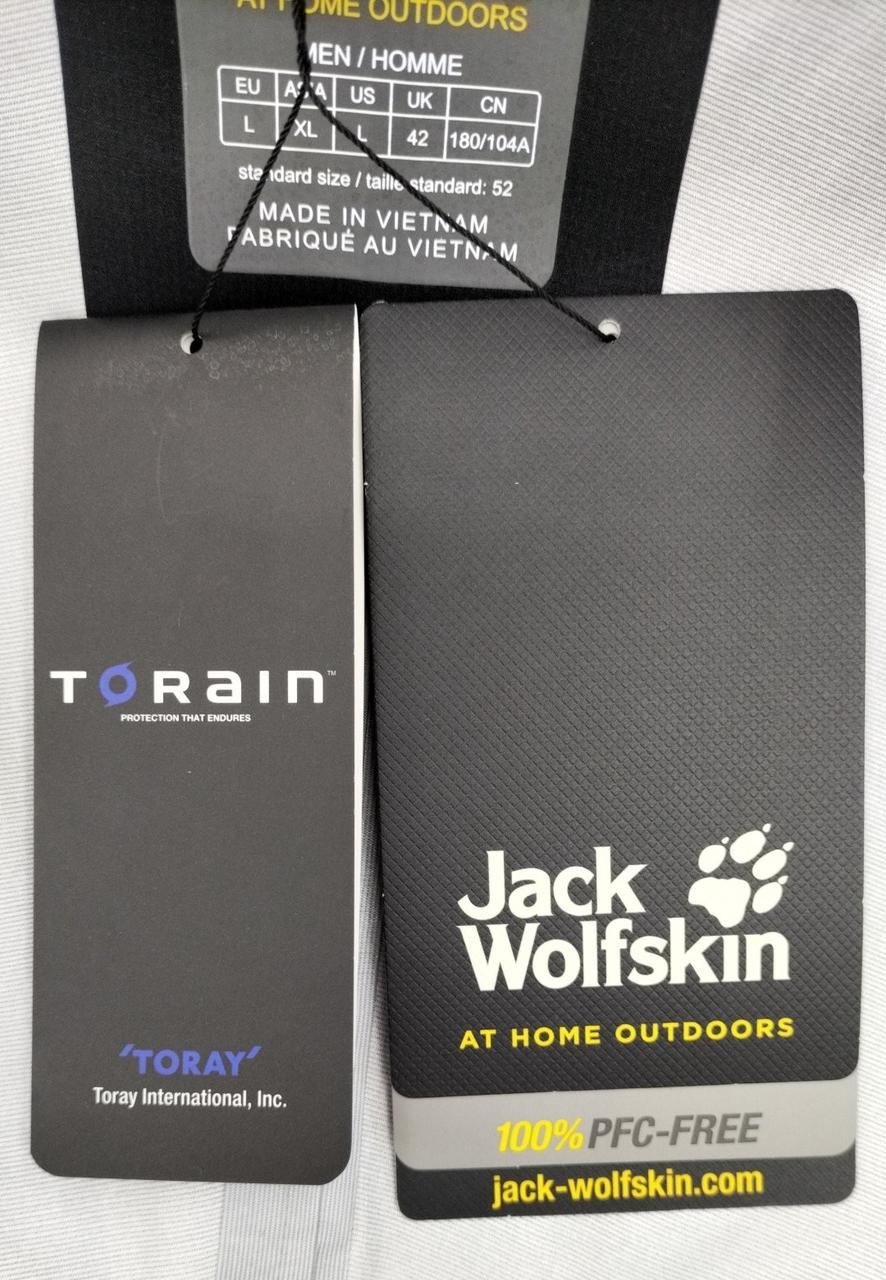 AT HOME OUTDOORS
MEN / HOMME
EU ASIA US UK CN
L XL L 42 180/104A
standard size / taille standard: 52
MADE IN VIETNAM
FABRIQUÉ AU VIETNAM
TORAIN™
PROTECTION THAT ENDURES
'TORAY'
Toray International, Inc.
Jack
Wolfskin
AT HOME OUTDOORS
100% PFC-FREE
jack-wolfskin.com